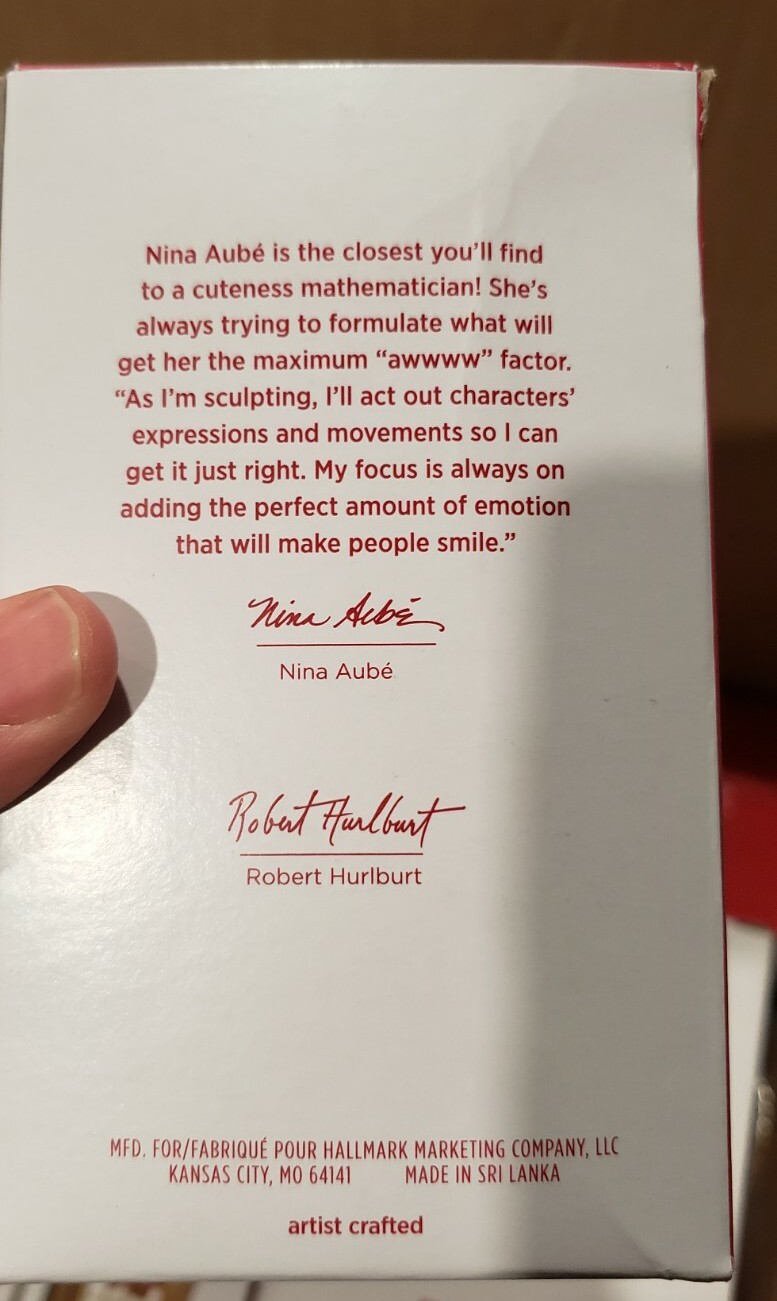 Nina Aubé is the closest you'll find
to a cuteness mathematician! She's
always trying to formulate what will
get her the maximum “awwww” factor.
“As I'm sculpting, I'll act out characters'
expressions and movements so I can
get it just right. My focus is always on
adding the perfect amount of emotion
that will make people smile.”
Nina Aubé
Nina Aubé
Robert Hurlburt
Robert Hurlburt
MFD. FOR/FABRIQUÉ POUR HALLMARK MARKETING COMPANY, LLC
KANSAS CITY, MO 64141 MADE IN SRI LANKA
artist crafted